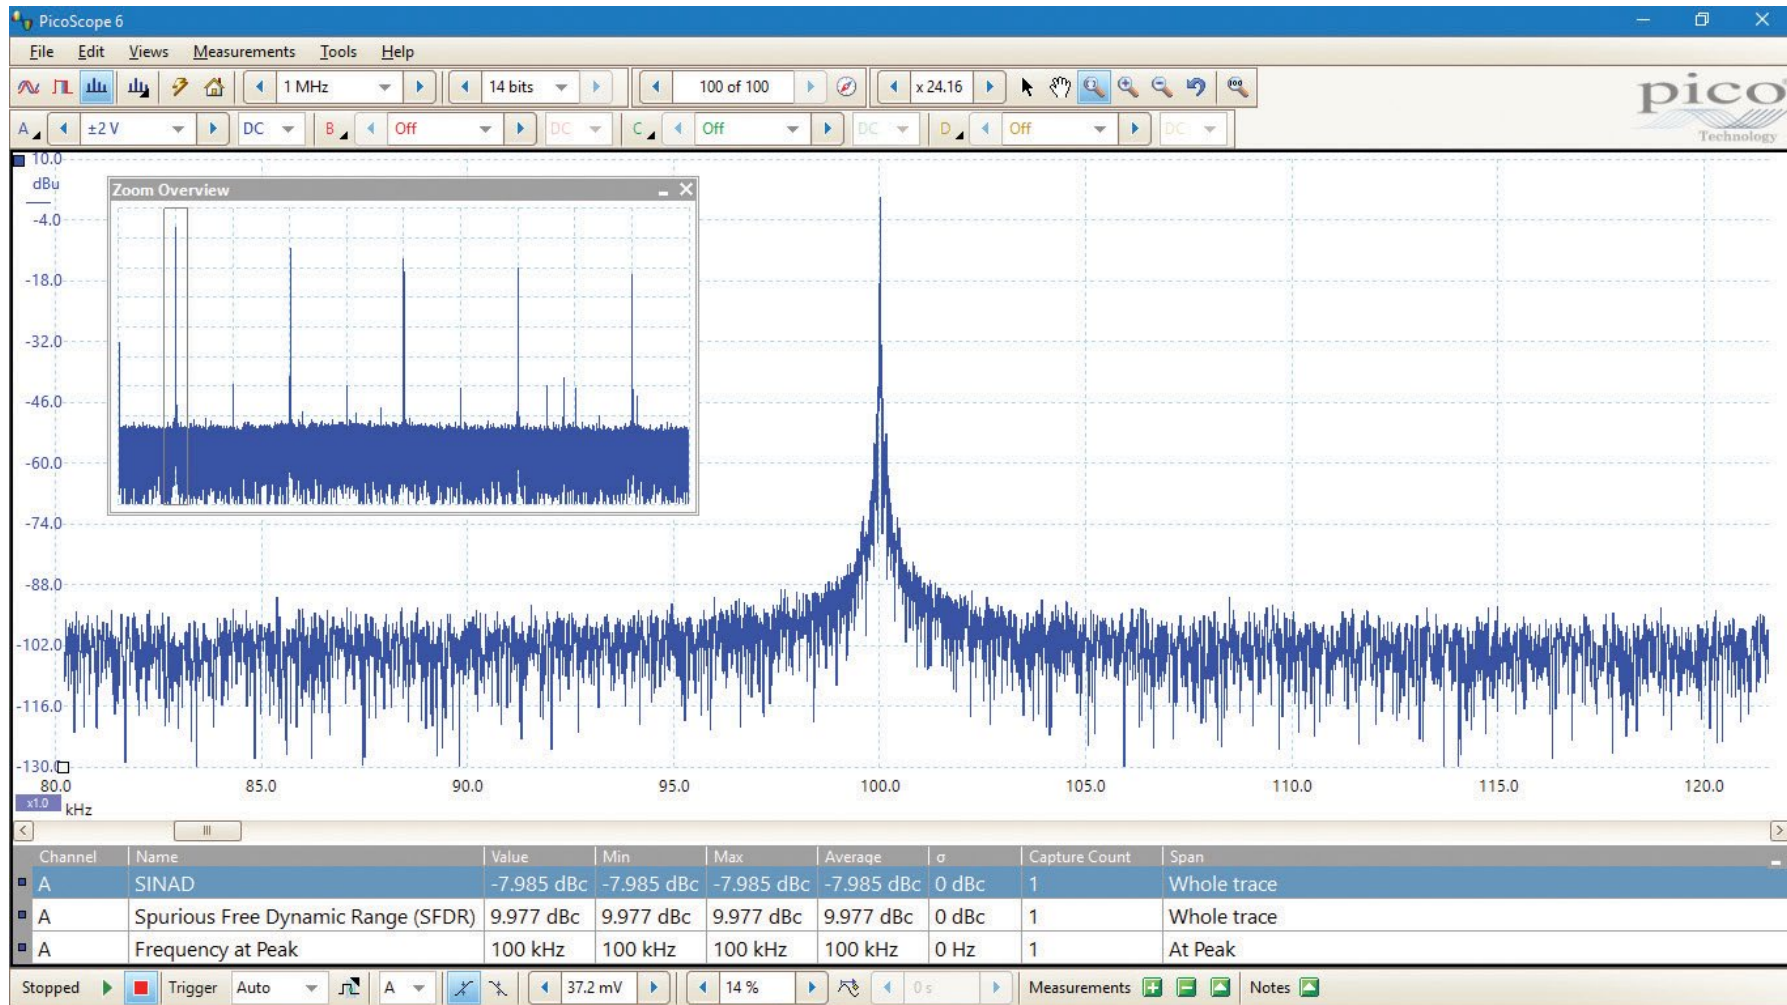 PicoScope 6
File Edit Views Measurements Tools Help
1 MHz 14 bits 100 of 100 x 24.16
pico
Technology
A ±2 V DC B Off DC C Off DC D Off DC
10.0
dBu
Zoom Overview
-4.0
-18.0
-32.0
-46.0
-60.0
-74.0
-88.0
-102.0
-116.0
-130.0
80.0 85.0 90.0 95.0 100.0 105.0 110.0 115.0 120.0
x1.0 kHz
Channel Name Value Min Max Average σ Capture Count Span
A SINAD -7.985 dBc -7.985 dBc -7.985 dBc -7.985 dBc 0 dBc 1 Whole trace
A Spurious Free Dynamic Range (SFDR) 9.977 dBc 9.977 dBc 9.977 dBc 9.977 dBc 0 dBc 1 Whole trace
A Frequency at Peak 100 kHz 100 kHz 100 kHz 100 kHz 0 Hz 1 At Peak
Stopped Trigger Auto A 37.2 mV 14 % 0 s Measurements Notes